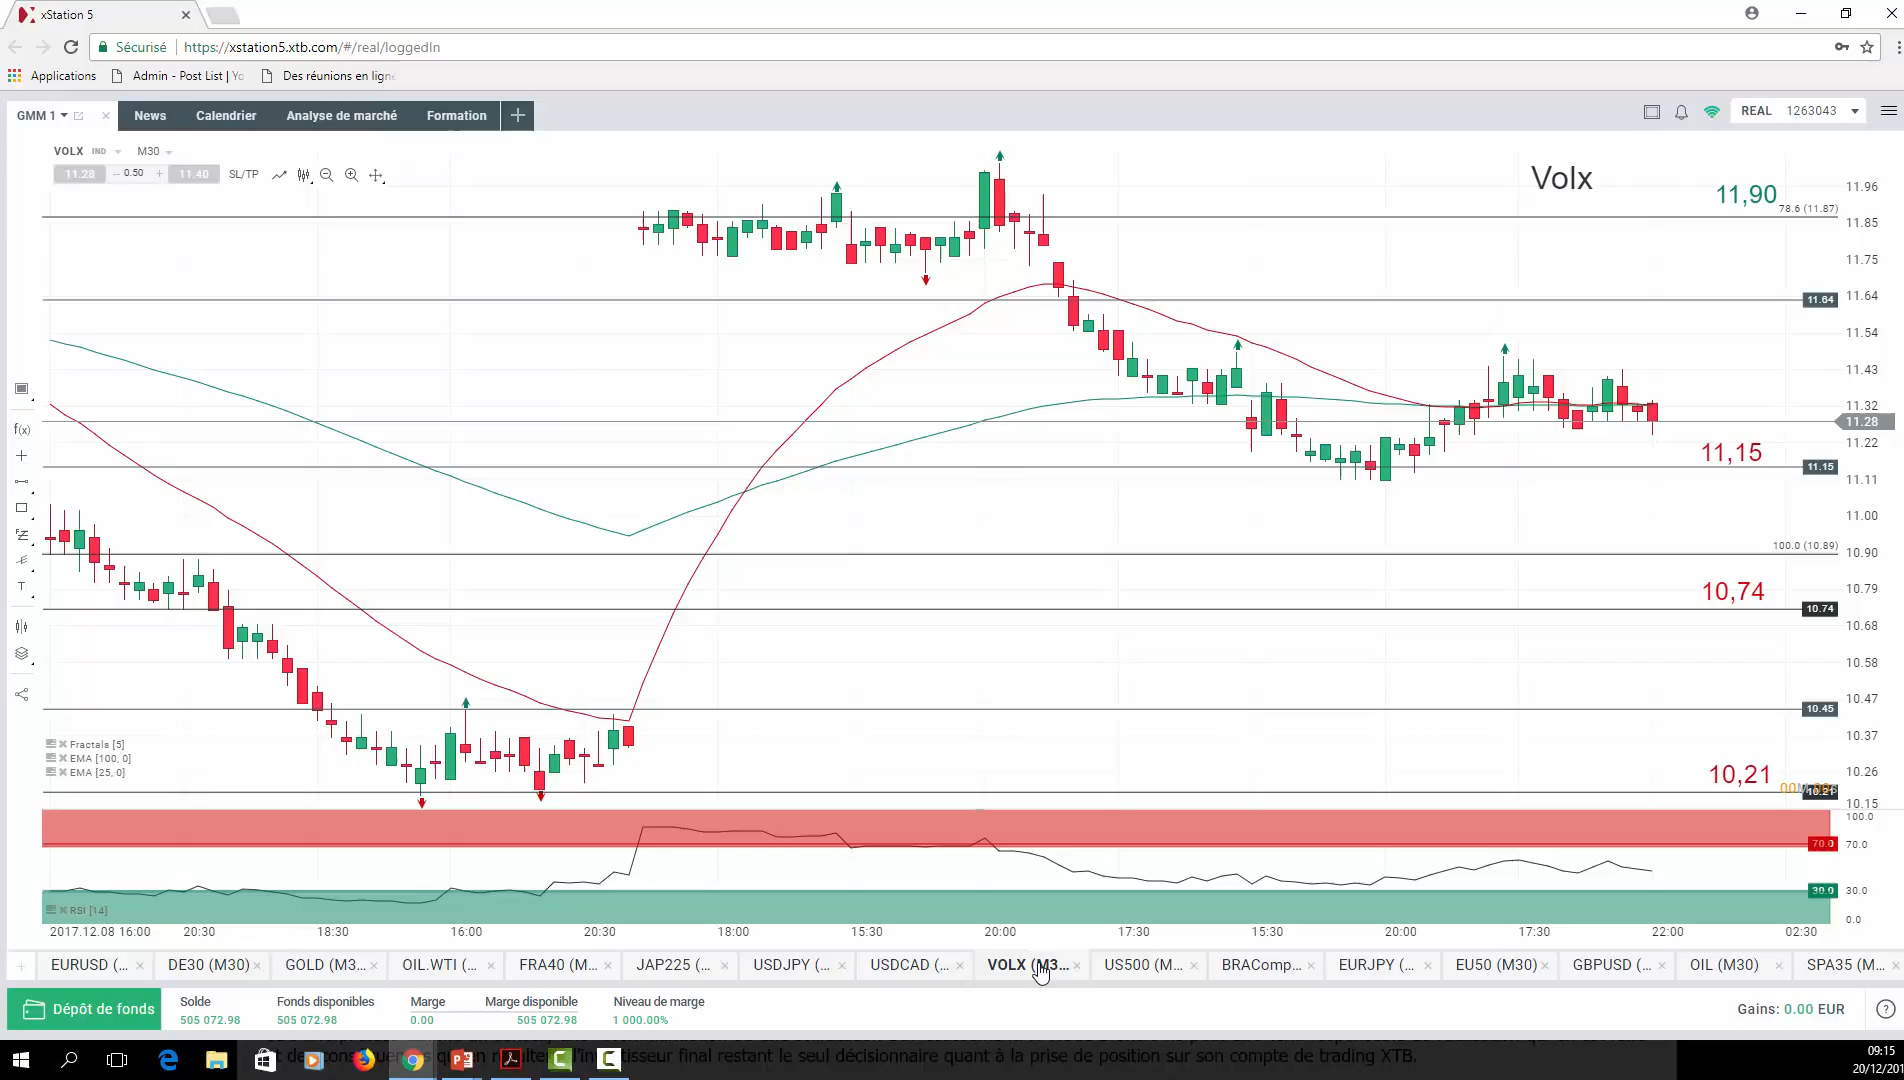 xStation 5
Sécurisé https://xstation5.xtb.com/#/real/loggedIn
Applications Admin - Post List | Yo Des réunions en ligne
GMM 1 News Calendrier Analyse de marché Formation REAL 1263043
VOLX IND M30
11.28 0.50 11.40 SL/TP
Volx
11,90
78.6 (11.87)
11.96
11.85
11.75
11.64 11.64
11.54
11.43
11.32
11.28
11.22
11,15
11.15
11.11
11.00
100.0 (10.89)
10.90
10.79
10,74
10.74
10.68
10.58
10.47
10.45
10.37
10.26
10,21
10.21
10.15
Fractals [5]
EMA [100, 0]
EMA [25, 0]
100.0
70.0 70.0
30.0 30.0
0.0
RSI [14]
2017.12.08 16:00 20:30 18:30 16:00 20:30 18:00 15:30 20:00 17:30 15:30 20:00 17:30 22:00 02:30
EURUSD (... DE30 (M30) GOLD (M3... OIL.WTI (... FRA40 (M... JAP225 (... USDJPY (... USDCAD (... VOLX (M3... US500 (M... BRAComp... EURJPY (... EU50 (M30) GBPUSD (... OIL (M30) SPA35 (M...
Dépôt de fonds
Solde Fonds disponibles Marge Marge disponible Niveau de marge
505 072.98 505 072.98 0.00 505 072.98 1 000.00%
Gains: 0.00 EUR
final restant le seul décisionnaire quant à la prise de position sur son compte de trading XTB.
09:15
20/12/201